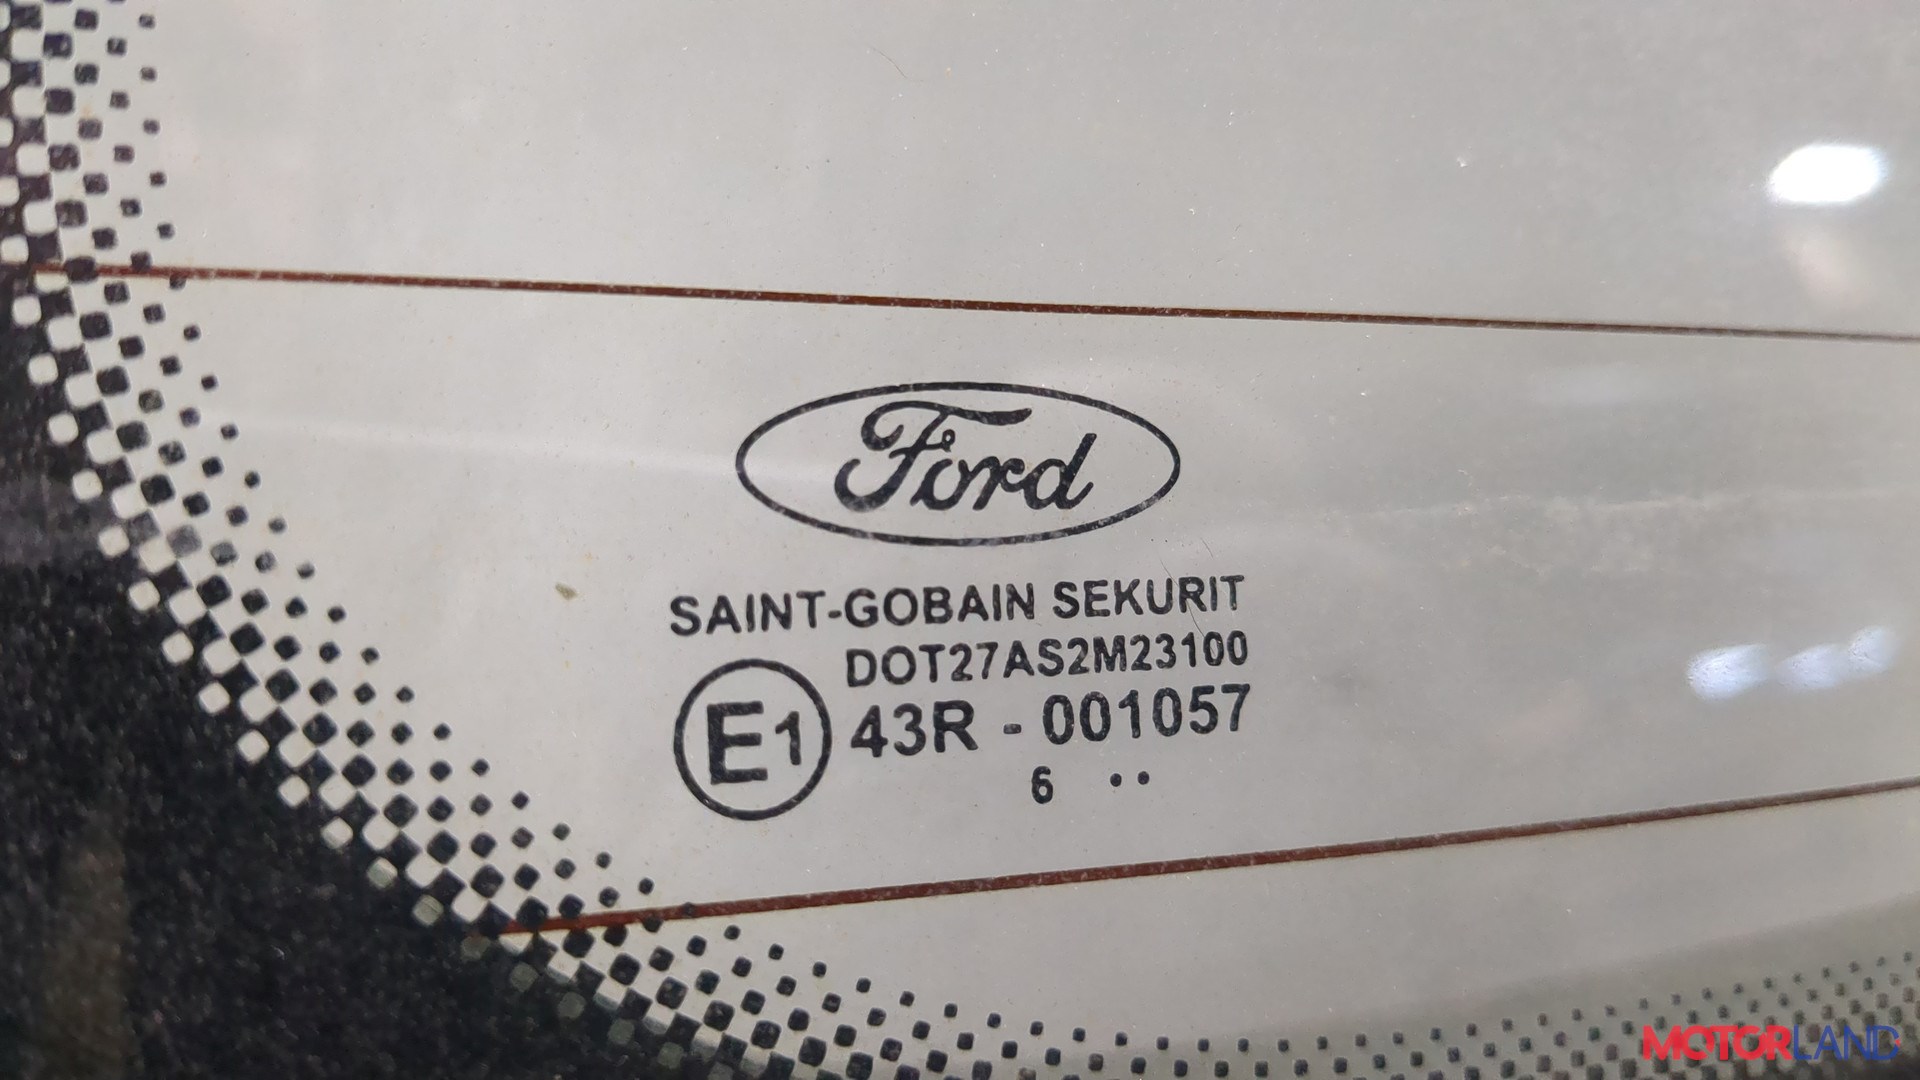 Ford
SAINT-GOBAIN SEKURIT
DOT27AS2M23100
E1 43R - 001057
6 ··
MOTORLAND